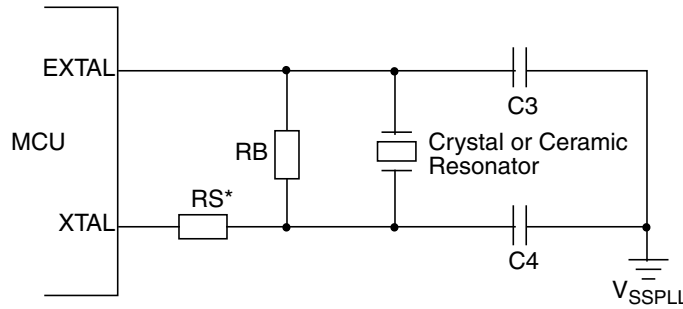 EXTAL
C3
MCU
RB
Crystal or Ceramic
Resonator
RS*
XTAL
C4
VSSPLL